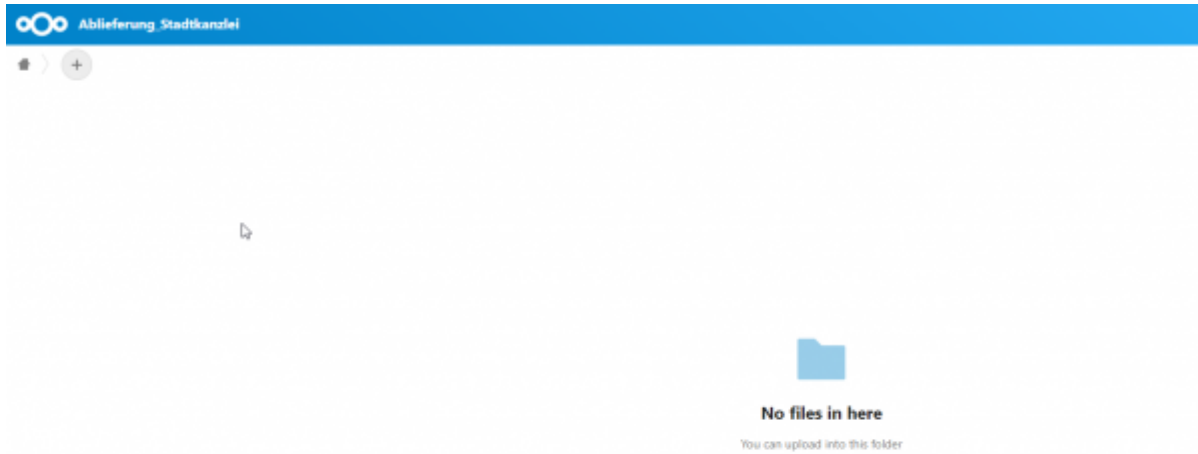 Ablieferung_Stadtkanzlei
No files in here
You can upload into this folder